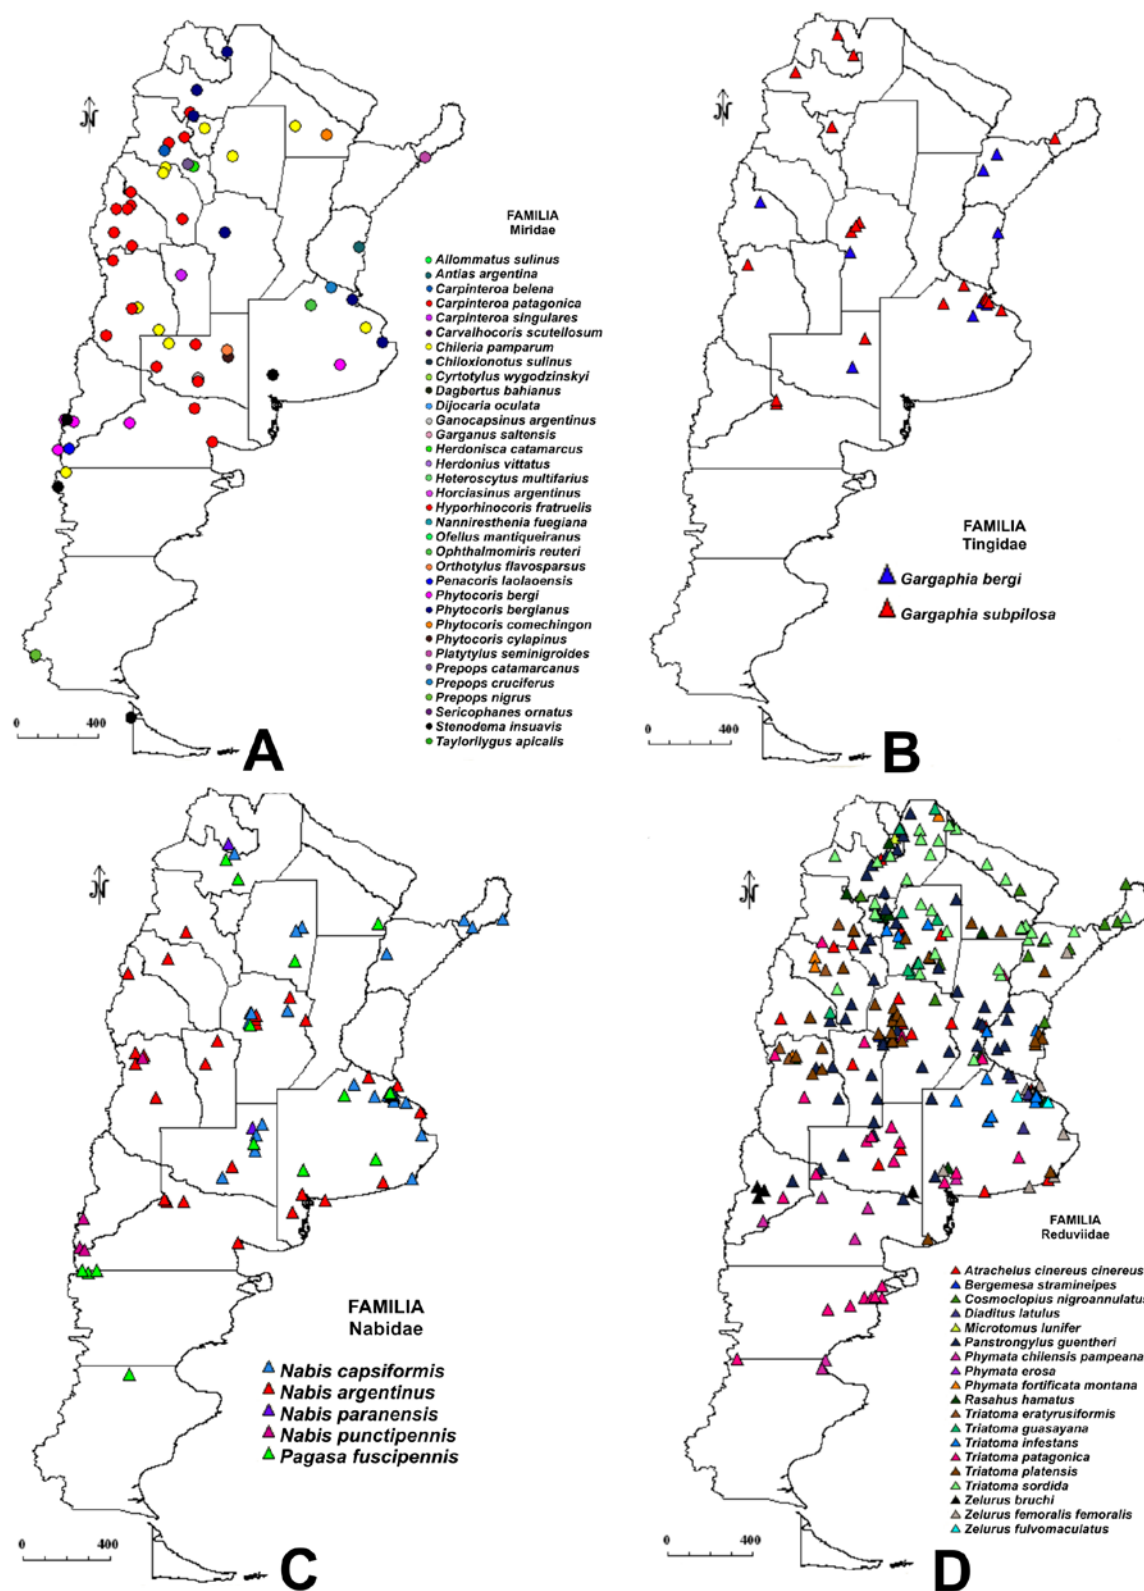 N
FAMILIA
Miridae
Allommatus sulinus
Antias argentina
Carpinteroa belena
Carpinteroa patagonica
Carpinteroa singulares
Carvalhocoris scutellosum
Chileria pamparum
Chiloxionotus sulinus
Cyrtotylus wygodzinskyi
Dagbertus bahianus
Dijocaria oculata
Ganocapsinus argentinus
Garganus saltensis
Herdonisca catamarcus
Herdonius vittatus
Heteroscytus multifarius
Horciasinus argentinus
Hyporhinocoris fratruelis
Nanniresthenia fuegiana
Ofellus mantiqueiranus
Ophthalmomiris reuteri
Orthotylus flavosparsus
Penacoris laolaoensis
Phytocoris bergi
Phytocoris bergianus
Phytocoris comechingon
Phytocoris cylapinus
Platytylus seminigroides
Prepops catamarcanus
Prepops cruciferus
Prepops nigrus
Sericophanes ornatus
Stenodema insuavis
Taylorilygus apicalis
0 400
A
N
FAMILIA
Tingidae
Gargaphia bergi
Gargaphia subpilosa
0 400
B
N
FAMILIA
Nabidae
Nabis capsiformis
Nabis argentinus
Nabis paranensis
Nabis punctipennis
Pagasa fuscipennis
0 400
C
N
FAMILIA
Reduviidae
Atrachelus cinereus cinereus
Bergemesa stramineipes
Cosmoclopius nigroannulatus
Diaditus latulus
Microtomus lunifer
Panstrongylus guentheri
Phymata chilensis pampeana
Phymata erosa
Phymata fortificata montana
Rasahus hamatus
Triatoma eratyrusiformis
Triatoma guasayana
Triatoma infestans
Triatoma patagonica
Triatoma platensis
Triatoma sordida
Zelurus bruchi
Zelurus femoralis femoralis
Zelurus fulvomaculatus
0 400
D